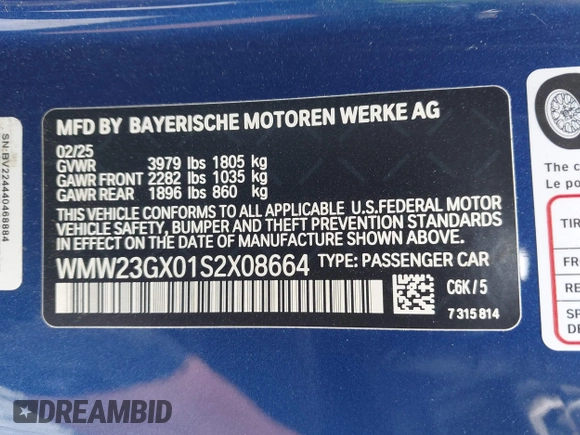 MFD BY BAYERISCHE MOTOREN WERKE AG
02/25
GVWR 3979 lbs 1805 kg
GAWR FRONT 2282 lbs 1035 kg
GAWR REAR 1896 lbs 860 kg
THIS VEHICLE CONFORMS TO ALL APPLICABLE U.S.FEDERAL MOTOR
VEHICLE SAFETY, BUMPER AND THEFT PREVENTION STANDARDS
IN EFFECT ON THE DATE OF MANUFACTURE SHOWN ABOVE.
WMW23GX01S2X08664 TYPE: PASSENGER CAR
C6K / 5
7 315 814
SN:BV224440468884
The c
Le po
TIR
FR
RE
SP
DE
DREAMBID